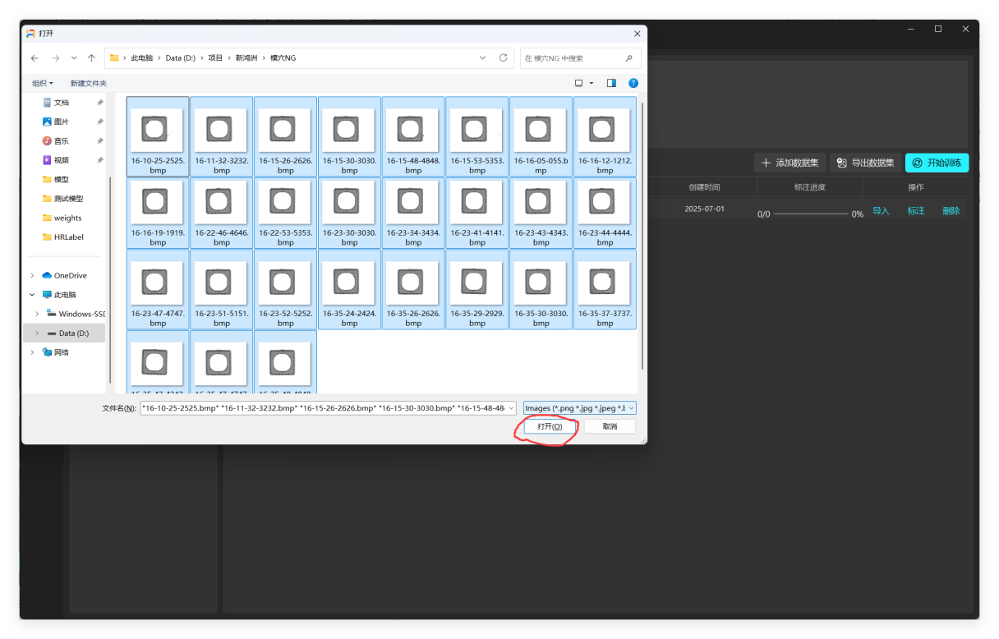 打开
此电脑 › Data (D:) › 项目 › 新鸿洲 › 模穴NG
在 模穴NG 中搜索
组织
新建文件夹
文档
图片
音乐
视频
模型
测试模型
weights
HRLabel
OneDrive
此电脑
Windows-SSD
Data (D:)
网络
16-10-25-2525.bmp
16-11-32-3232.bmp
16-15-26-2626.bmp
16-15-30-3030.bmp
16-15-48-4848.bmp
16-15-53-5353.bmp
16-16-05-055.bmp
16-16-12-1212.bmp
16-16-19-1919.bmp
16-22-46-4646.bmp
16-22-53-5353.bmp
16-23-30-3030.bmp
16-23-34-3434.bmp
16-23-41-4141.bmp
16-23-43-4343.bmp
16-23-44-4444.bmp
16-23-47-4747.bmp
16-23-51-5151.bmp
16-23-52-5252.bmp
16-35-24-2424.bmp
16-35-26-2626.bmp
16-35-29-2929.bmp
16-35-30-3030.bmp
16-35-37-3737.bmp
文件名(N):
"16-10-25-2525.bmp" "16-11-32-3232.bmp" "16-15-26-2626.bmp" "16-15-30-3030.bmp" "16-15-48-48
Images (*.png *.jpg *.jpeg *.l
打开(O)
取消
添加数据集
导出数据集
开始训练
创建时间
标注进度
操作
2025-07-01
0/0
0%
导入
标注
删除